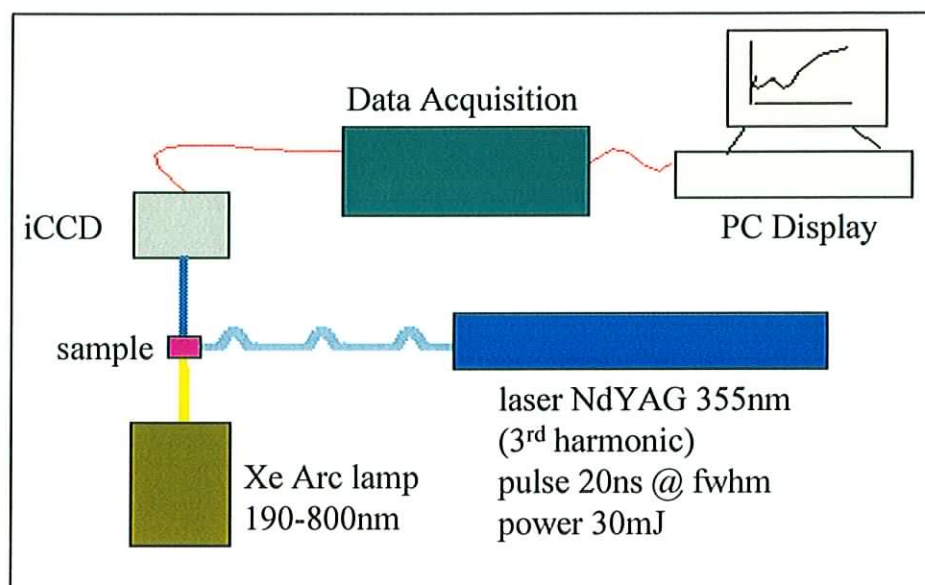 Data Acquisition
iCCD
PC Display
sample
laser NdYAG 355nm
(3rd harmonic)
pulse 20ns @ fwhm
power 30mJ
Xe Arc lamp
190-800nm